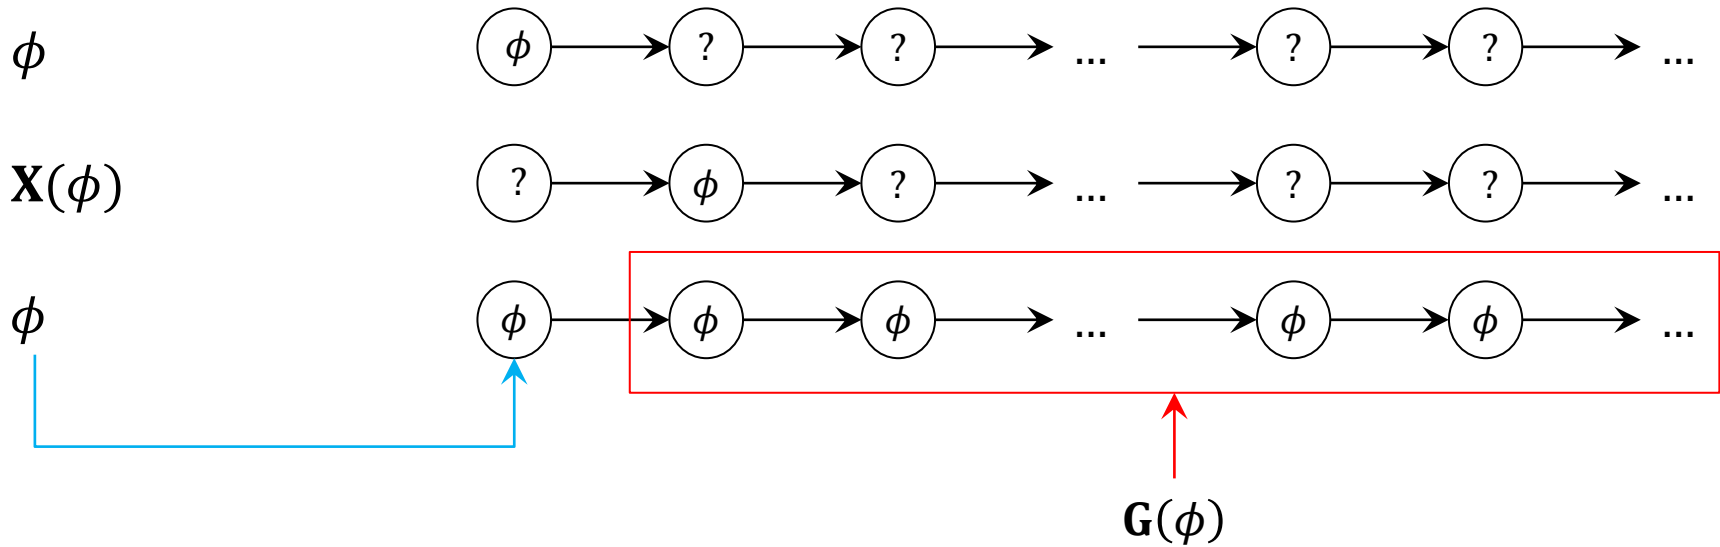 ϕ ϕ ? ? ... ? ? ...
𝐗(ϕ) ? ϕ ? ... ? ? ...
ϕ ϕ ϕ ϕ ... ϕ ϕ ...
𝐆(ϕ)